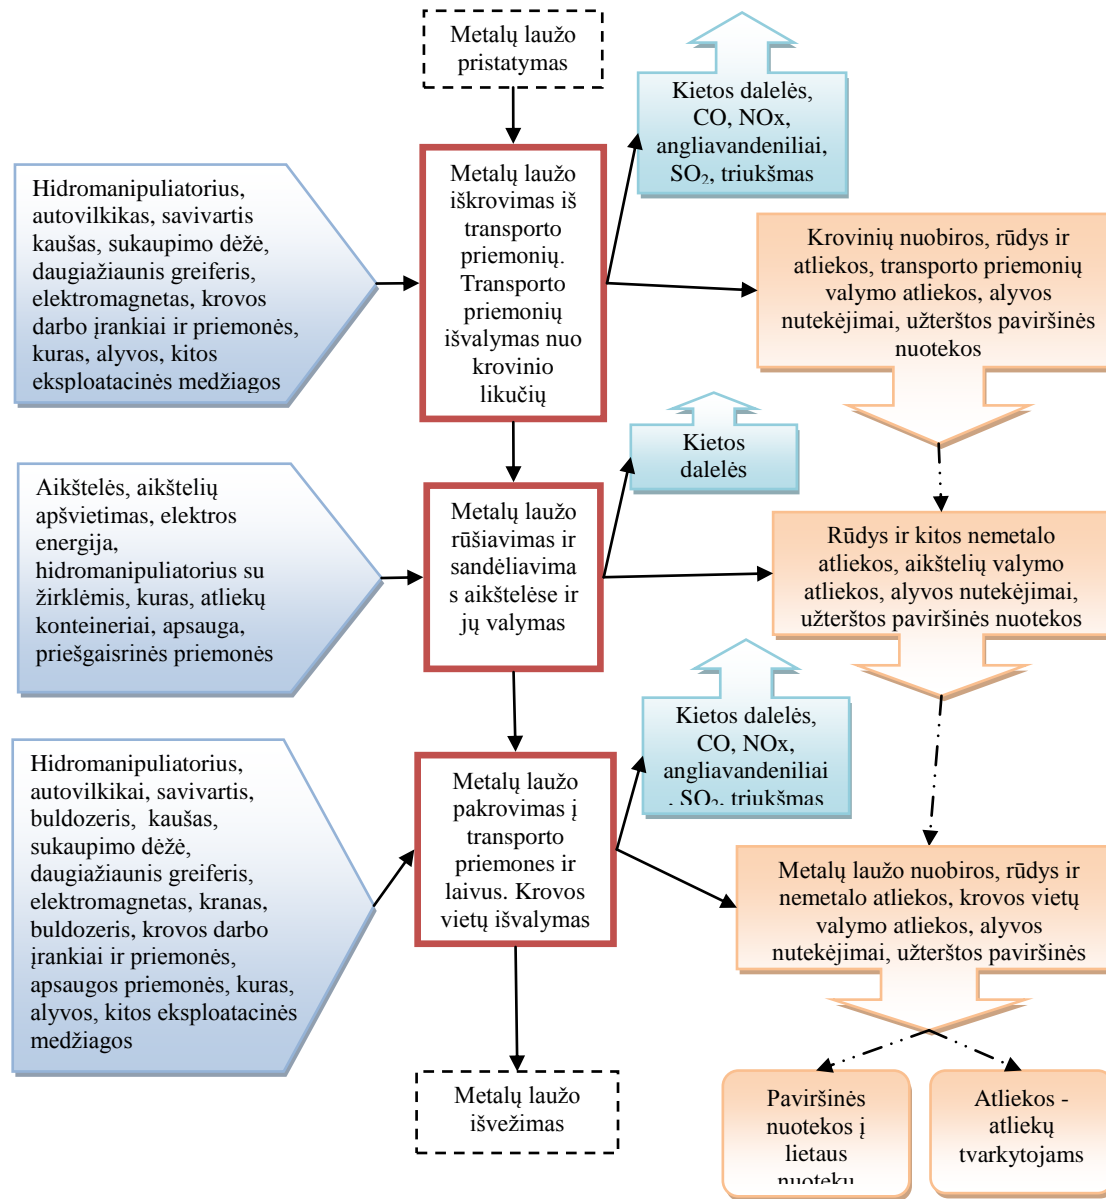 Metalų laužo
pristatymas
Kietos dalelės,
CO, NOx,
angliavandeniliai,
SO₂, triukšmas
Hidromanipuliatorius,
autovilkikas, savivartis
kaušas, sukaupimo dėžė,
daugiažiaunis greiferis,
elektromagnetas, krovos
darbo įrankiai ir priemonės,
kuras, alyvos, kitos
eksploatacinės medžiagos
Metalų laužo
iškrovimas iš
transporto
priemonių.
Transporto
priemonių
išvalymas nuo
krovinio
likučių
Krovinių nuobiros, rūdys ir
atliekos, transporto priemonių
valymo atliekos, alyvos
nutekėjimai, užterštos paviršinės
nuotekos
Kietos
dalelės
Aikštelės, aikštelių
apšvietimas, elektros
energija,
hidromanipuliatorius su
žirklėmis, kuras, atliekų
konteineriai, apsauga,
priešgaisrinės priemonės
Metalų laužo
rūšiavimas ir
sandėliavima
s aikštelėse ir
jų valymas
Rūdys ir kitos nemetalo
atliekos, aikštelių valymo
atliekos, alyvos nutekėjimai,
užterštos paviršinės nuotekos
Kietos dalelės,
CO, NOx,
angliavandeniliai
, SO₂, triukšmas
Hidromanipuliatorius,
autovilkikai, savivartis,
buldozeris, kaušas,
sukaupimo dėžė,
daugiažiaunis greiferis,
elektromagnetas, kranas,
buldozeris, krovos darbo
įrankiai ir priemonės,
apsaugos priemonės, kuras,
alyvos, kitos eksploatacinės
medžiagos
Metalų laužo
pakrovimas į
transporto
priemones ir
laivus. Krovos
vietų išvalymas
Metalų laužo nuobiros, rūdys ir
nemetalo atliekos, krovos vietų
valymo atliekos, alyvos
nutekėjimai, užterštos paviršinės
Metalų laužo
išvežimas
Paviršinės
nuotekos į
lietaus
nuotekų
Atliekos -
atliekų
tvarkytojams